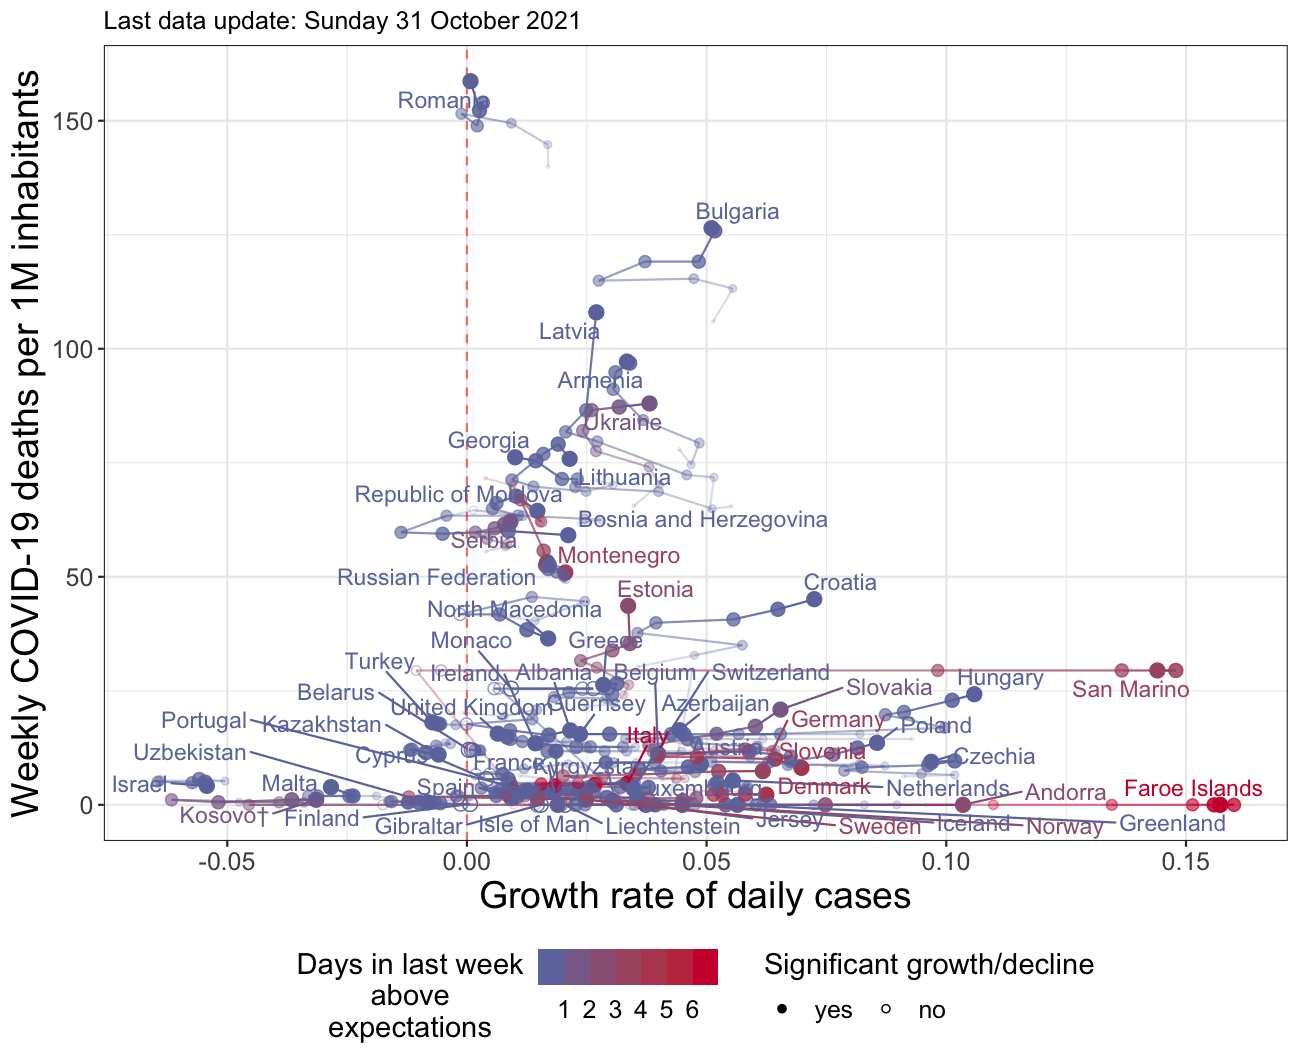 Last data update: Sunday 31 October 2021
Weekly COVID-19 deaths per 1M inhabitants
150
100
50
0
Romania
Bulgaria
Latvia
Armenia
Ukraine
Georgia
Lithuania
Republic of Moldova
Bosnia and Herzegovina
Serbia
Montenegro
Russian Federation
Estonia
Croatia
North Macedonia
Monaco
Greece
Turkey
Ireland
Albania
Belgium
Switzerland
Hungary
San Marino
Slovakia
Belarus
United Kingdom
Guernsey
Azerbaijan
Portugal
Kazakhstan
Germany
Poland
Italy
Austria
Slovenia
Uzbekistan
Cyprus
France
Kyrgyzstan
Czechia
Israel
Malta
Spain
Luxembourg
Denmark
Netherlands
Andorra
Faroe Islands
Kosovo†
Finland
Gibraltar
Isle of Man
Liechtenstein
Jersey
Sweden
Iceland
Norway
Greenland
-0.05
0.00
0.05
0.10
0.15
Growth rate of daily cases
Days in last week
above
expectations
1 2 3 4 5 6
Significant growth/decline
yes
no